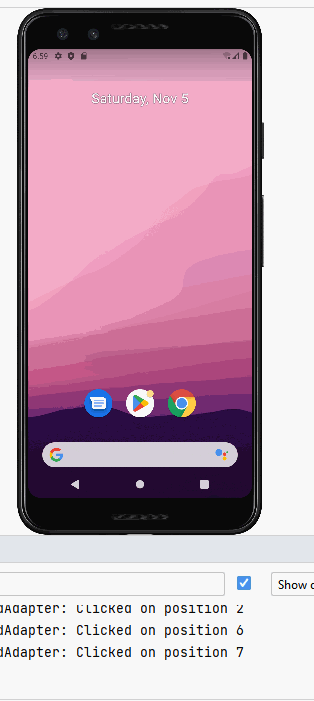 6:59
Saturday, Nov 5
Show o
dAdapter: Clicked on position 2
dAdapter: Clicked on position 6
dAdapter: Clicked on position 7